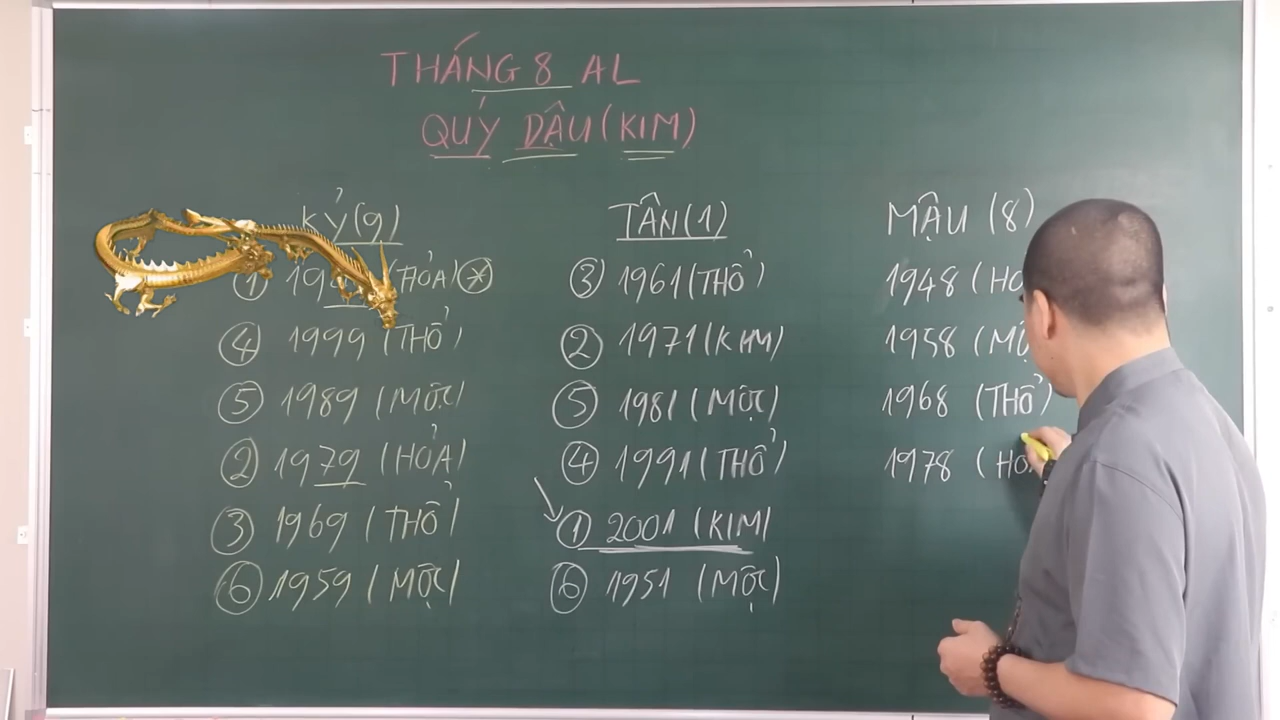 THÁNG 8 AL
QUÝ DẬU (KIM)
KỶ (9)
① (HỎA) *
④ 1999 (THỔ)
⑤ 1989 (MỘC)
② 1979 (HỎA)
③ 1969 (THỔ)
⑥ 1959 (MỘC)
TÂN (1)
③ 1961 (THỔ)
② 1971 (KIM)
⑤ 1981 (MỘC)
④ 1991 (THỔ)
① 2001 (KIM)
⑥ 1951 (MỘC)
MẬU (8)
1948
1958
1968 (THỔ)
1978